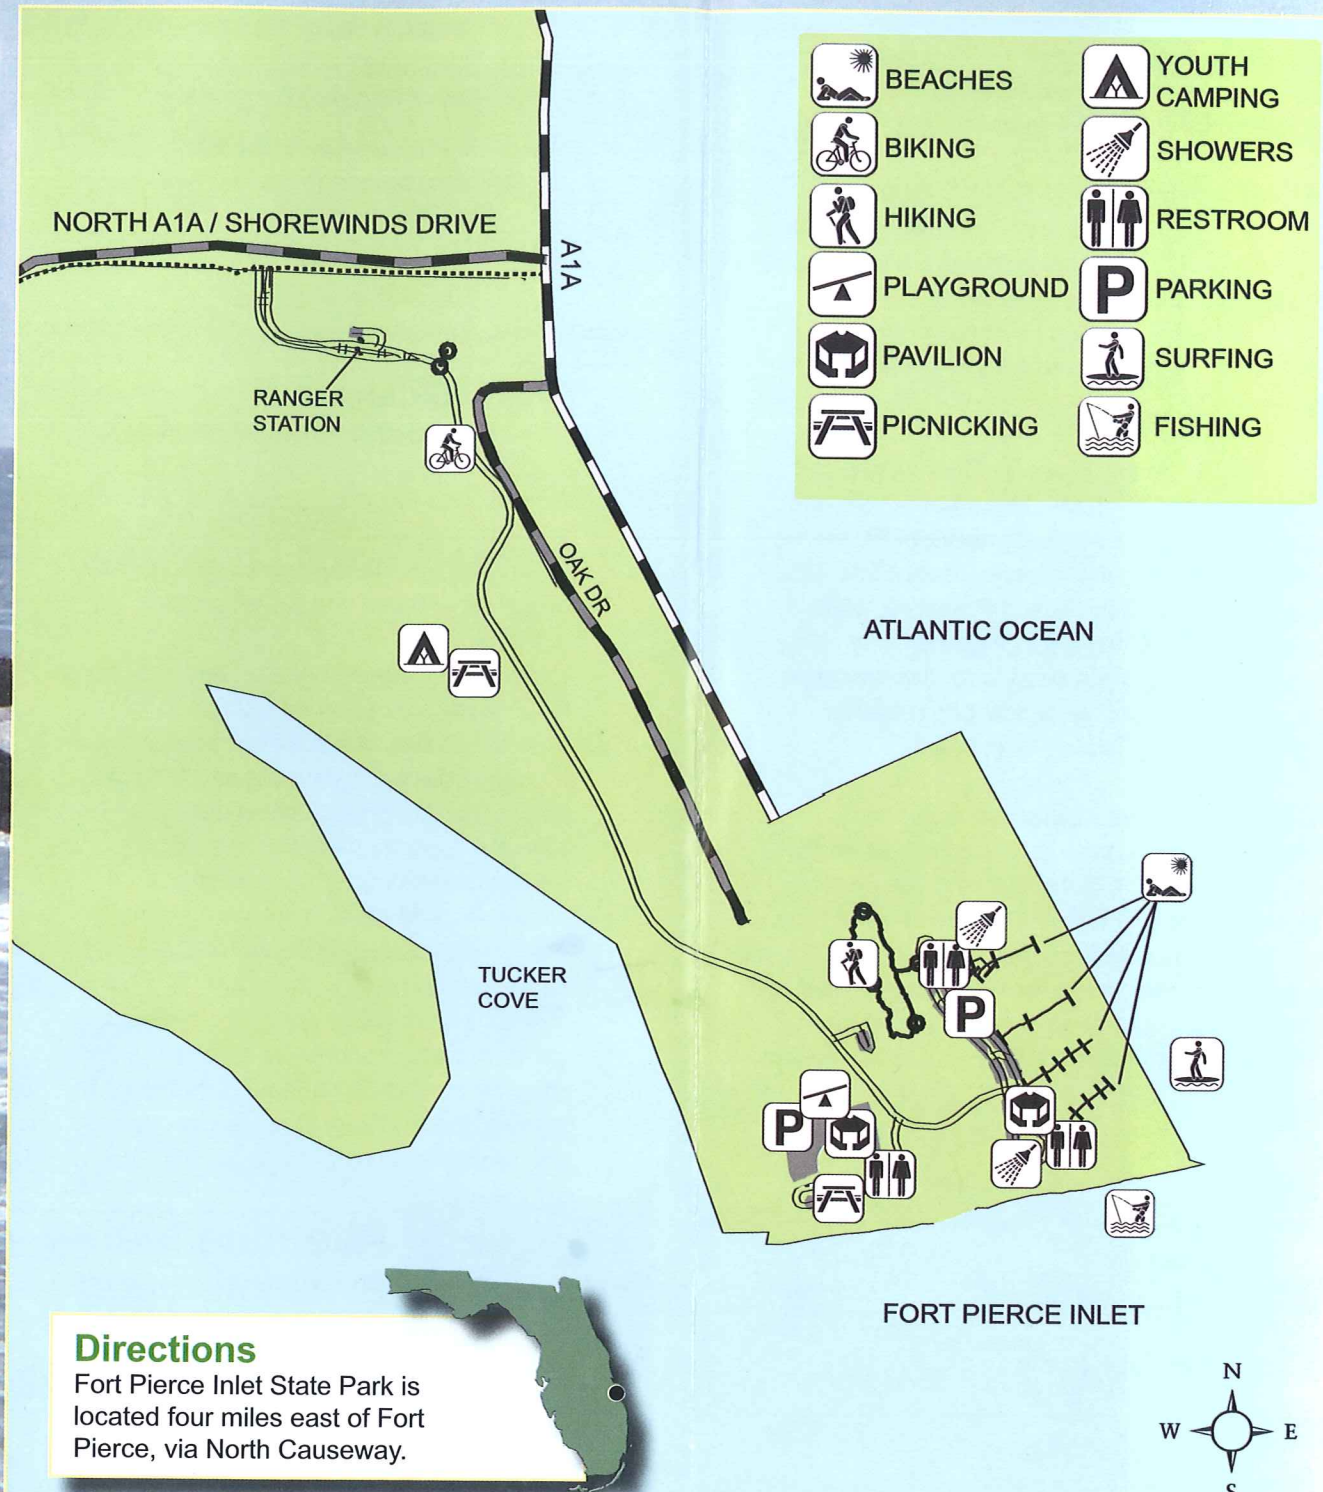 NORTH A1A / SHOREWINDS DRIVE
A1A
RANGER
STATION
OAK DR
TUCKER
COVE
ATLANTIC OCEAN
FORT PIERCE INLET
BEACHES
BIKING
HIKING
PLAYGROUND
PAVILION
PICNICKING
YOUTH
CAMPING
SHOWERS
RESTROOM
P PARKING
SURFING
FISHING
P
P
Directions
Fort Pierce Inlet State Park is
located four miles east of Fort
Pierce, via North Causeway.
N
W E
S